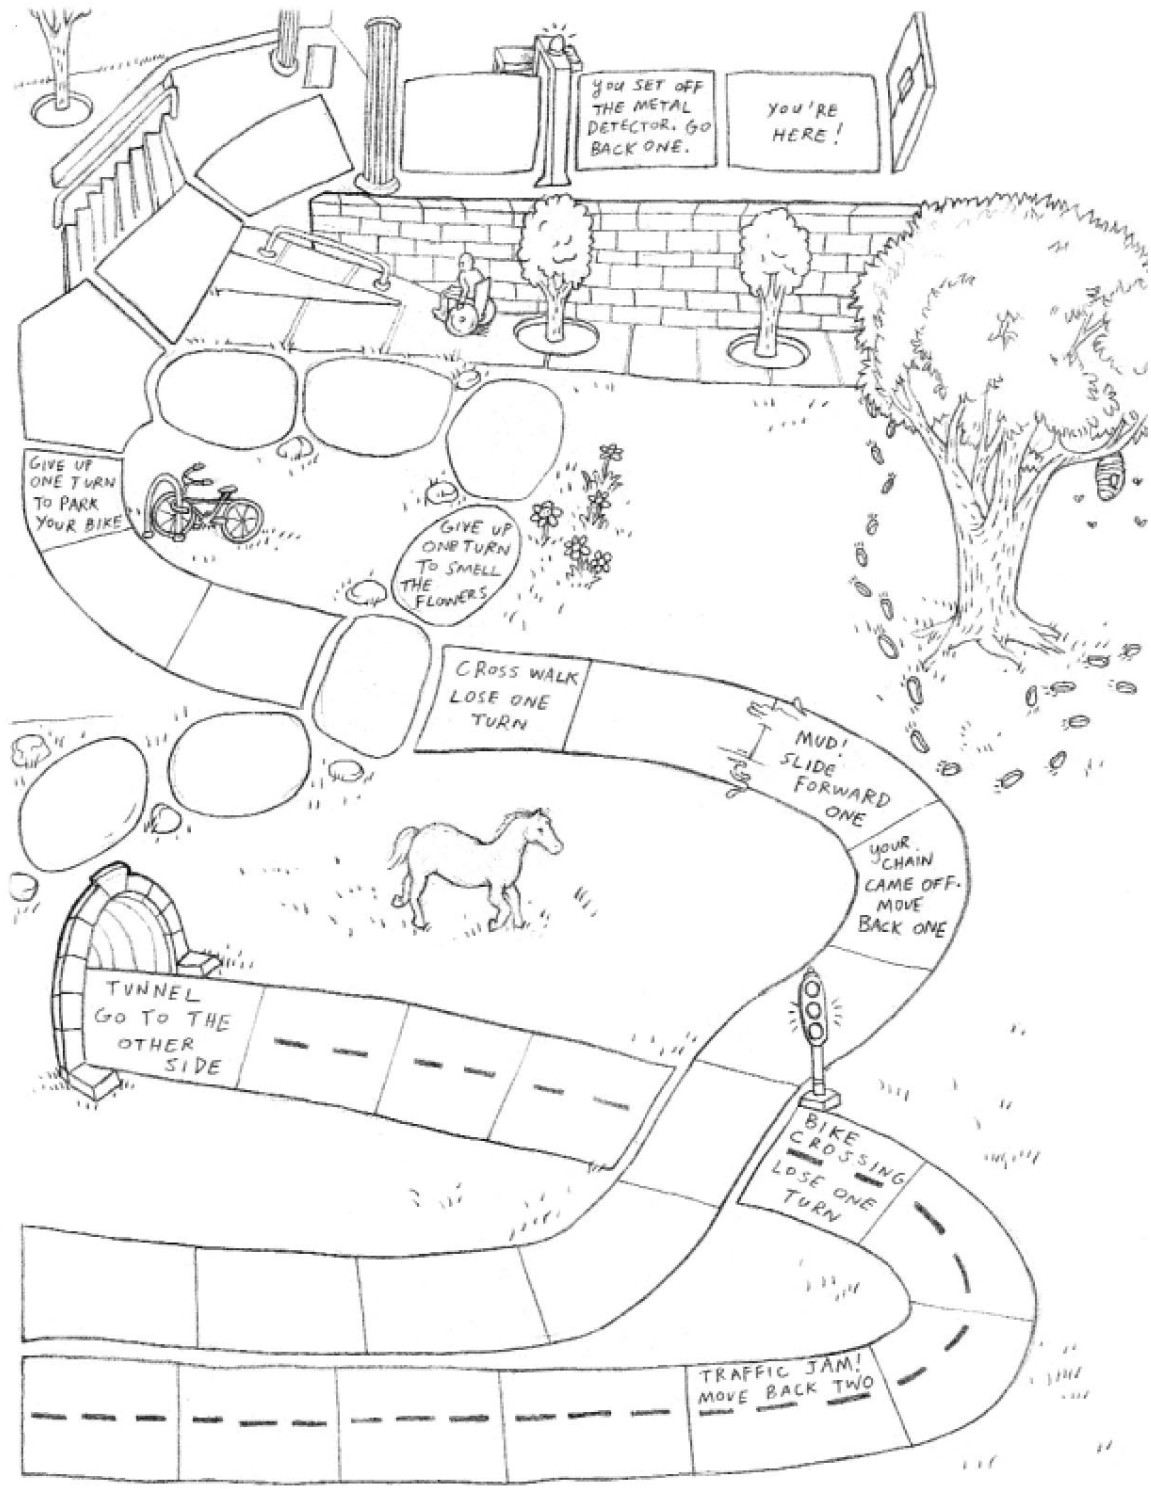 YOU SET OFF
THE METAL
DETECTOR. GO
BACK ONE.
YOU'RE
HERE!
GIVE UP
ONE TURN
TO PARK
YOUR BIKE
GIVE UP
ONE TURN
TO SMELL
THE
FLOWERS
CROSS WALK
LOSE ONE
TURN
MUD!
SLIDE
FORWARD
ONE
YOUR
CHAIN
CAME OFF.
MOVE
BACK ONE
TUNNEL
GO TO THE
OTHER
SIDE
BIKE
CROSSING
LOSE ONE
TURN
TRAFFIC JAM!
MOVE BACK TWO